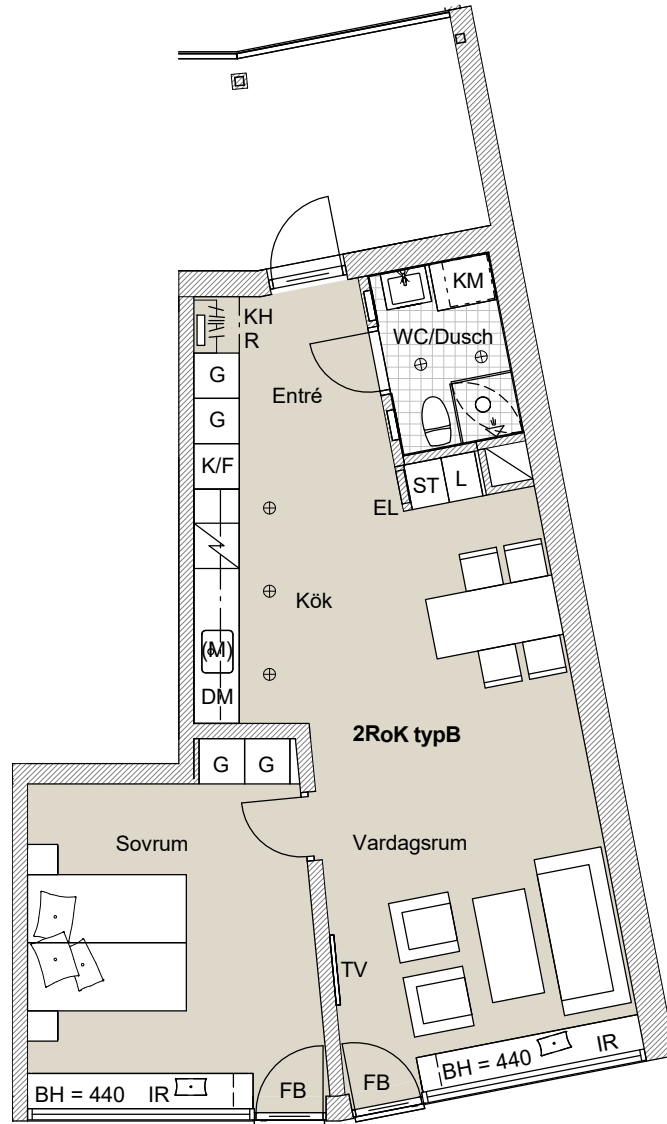 KM
KH
R
WC/Dusch
G
Entré
G
K/F
ST
L
EL
Kök
(M)
DM
2RoK typB
G
G
Sovrum
Vardagsrum
TV
BH = 440
IR
FB
FB
BH = 440
IR